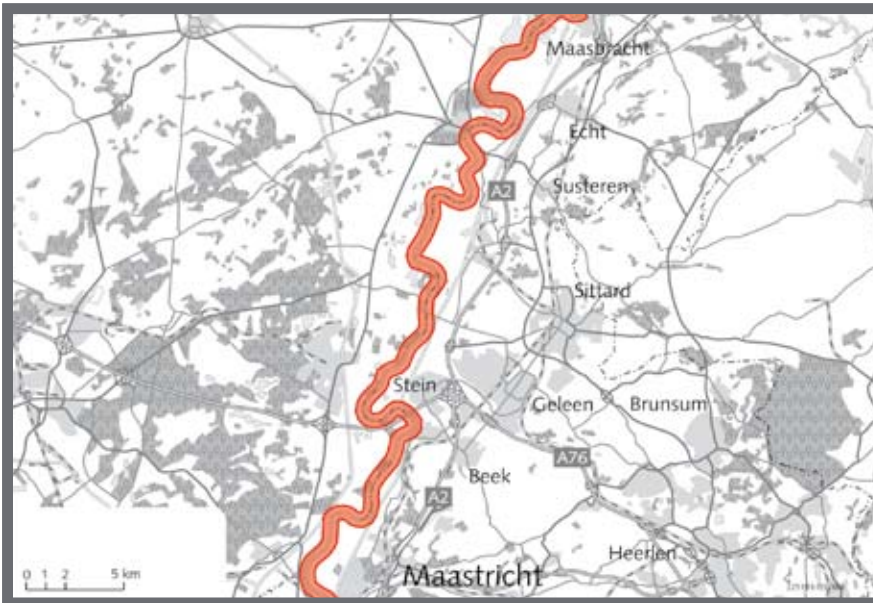 Maasbracht
Echt
A2
Susteren
Sittard
Stein
Geleen
Brunsum
A76
Beek
A2
Heerlen
Maastricht
0 1 2 5 km